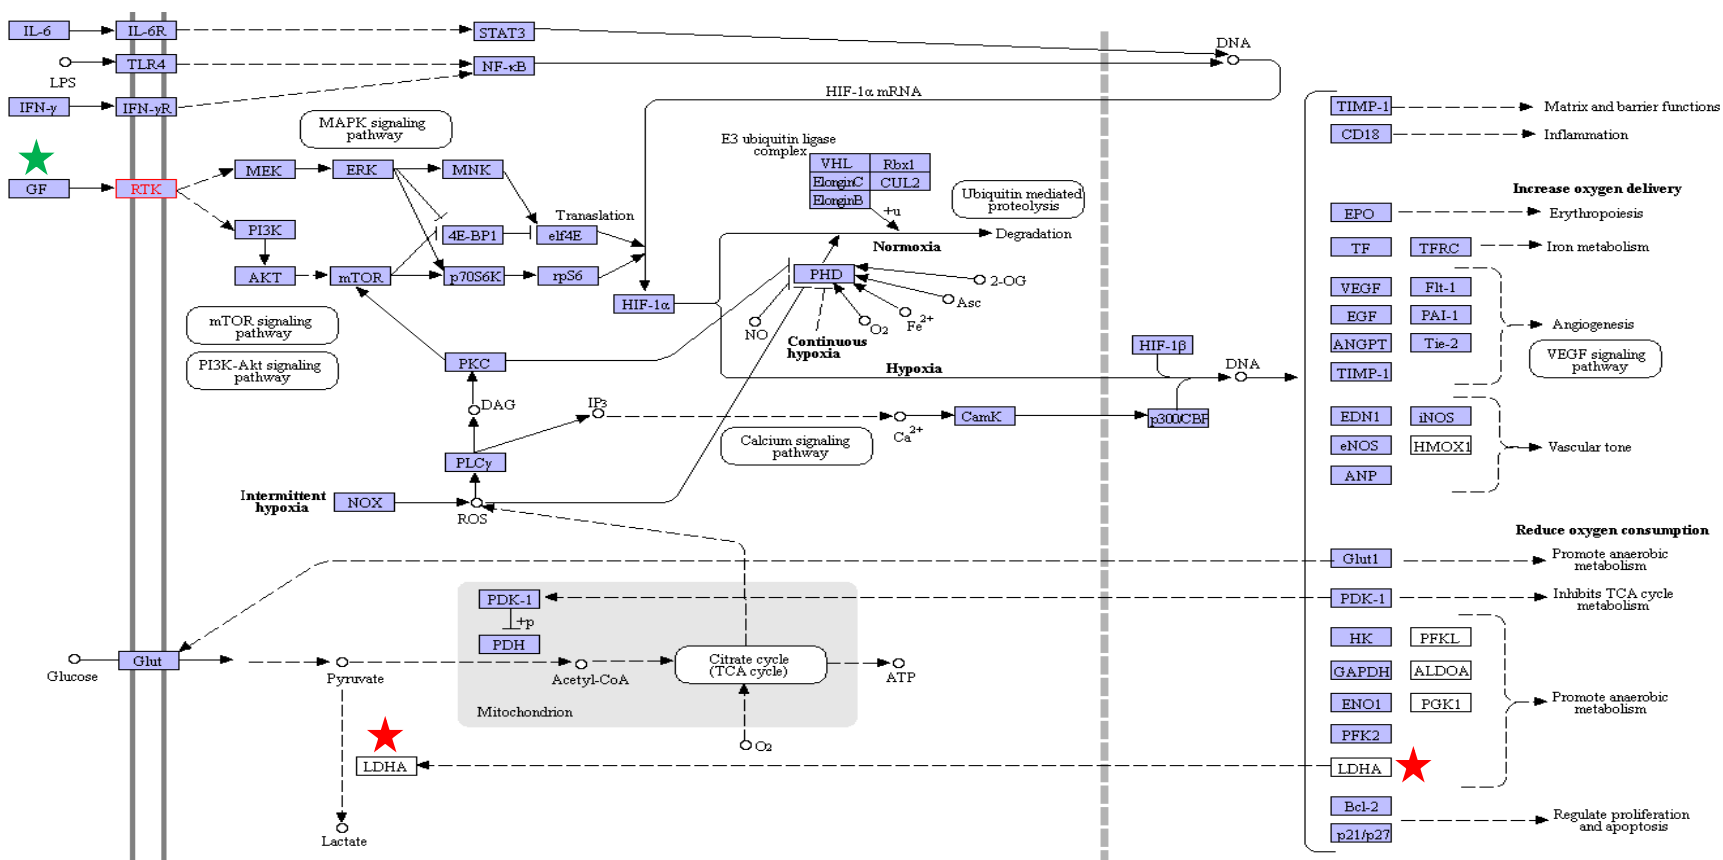 IL-6
IL-6R
STAT3
DNA
LPS
TLR4
NF-κB
IFN-γ
IFN-γR
HIF-1α mRNA
MAPK signaling
pathway
E3 ubiquitin ligase
complex
VHL
Rbx1
ElonginC
CUL2
ElonginB
+u
Ubiquitin mediated
proteolysis
GF
RTK
MEK
ERK
MNK
Translation
PI3K
4E-BP1
eIf4E
Normoxia
Degradation
AKT
mTOR
p70S6K
rpS6
HIF-1α
PHD
2-OG
Asc
Fe2+
O2
NO
Continuous
hypoxia
mTOR signaling
pathway
PI3K-Akt signaling
pathway
PKC
Hypoxia
HIF-1β
DNA
DAG
IP3
Ca2+
CamK
p300/CBP
Calcium signaling
pathway
PLCγ
Intermittent
hypoxia
NOX
ROS
PDK-1
+p
PDH
Glucose
Glut
Pyruvate
Acetyl-CoA
Citrate cycle
(TCA cycle)
ATP
Mitochondrion
O2
LDHA
Lactate
TIMP-1
Matrix and barrier functions
CD18
Inflammation
Increase oxygen delivery
EPO
Erythropoiesis
TF
TFRC
Iron metabolism
VEGF
Flt-1
EGF
PAI-1
Angiogenesis
ANGPT
Tie-2
VEGF signaling
pathway
TIMP-1
EDN1
iNOS
eNOS
HMOX1
Vascular tone
ANP
Reduce oxygen consumption
Glut1
Promote anaerobic
metabolism
PDK-1
Inhibits TCA cycle
metabolism
HK
PFKL
GAPDH
ALDOA
ENO1
PGK1
Promote anaerobic
metabolism
PFK2
LDHA
Bcl-2
Regulate proliferation
and apoptosis
p21/p27